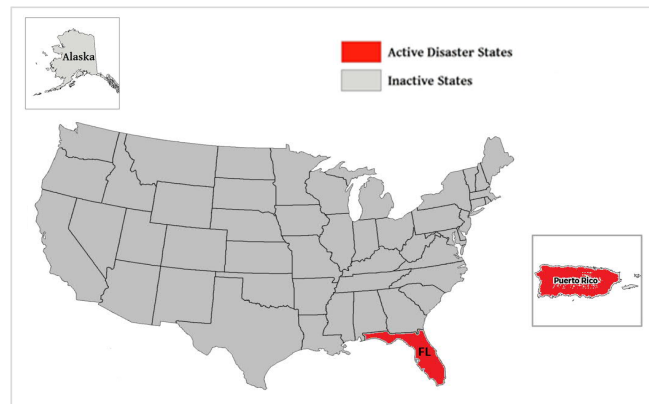 Alaska
Active Disaster States
Inactive States
Puerto Rico
FL